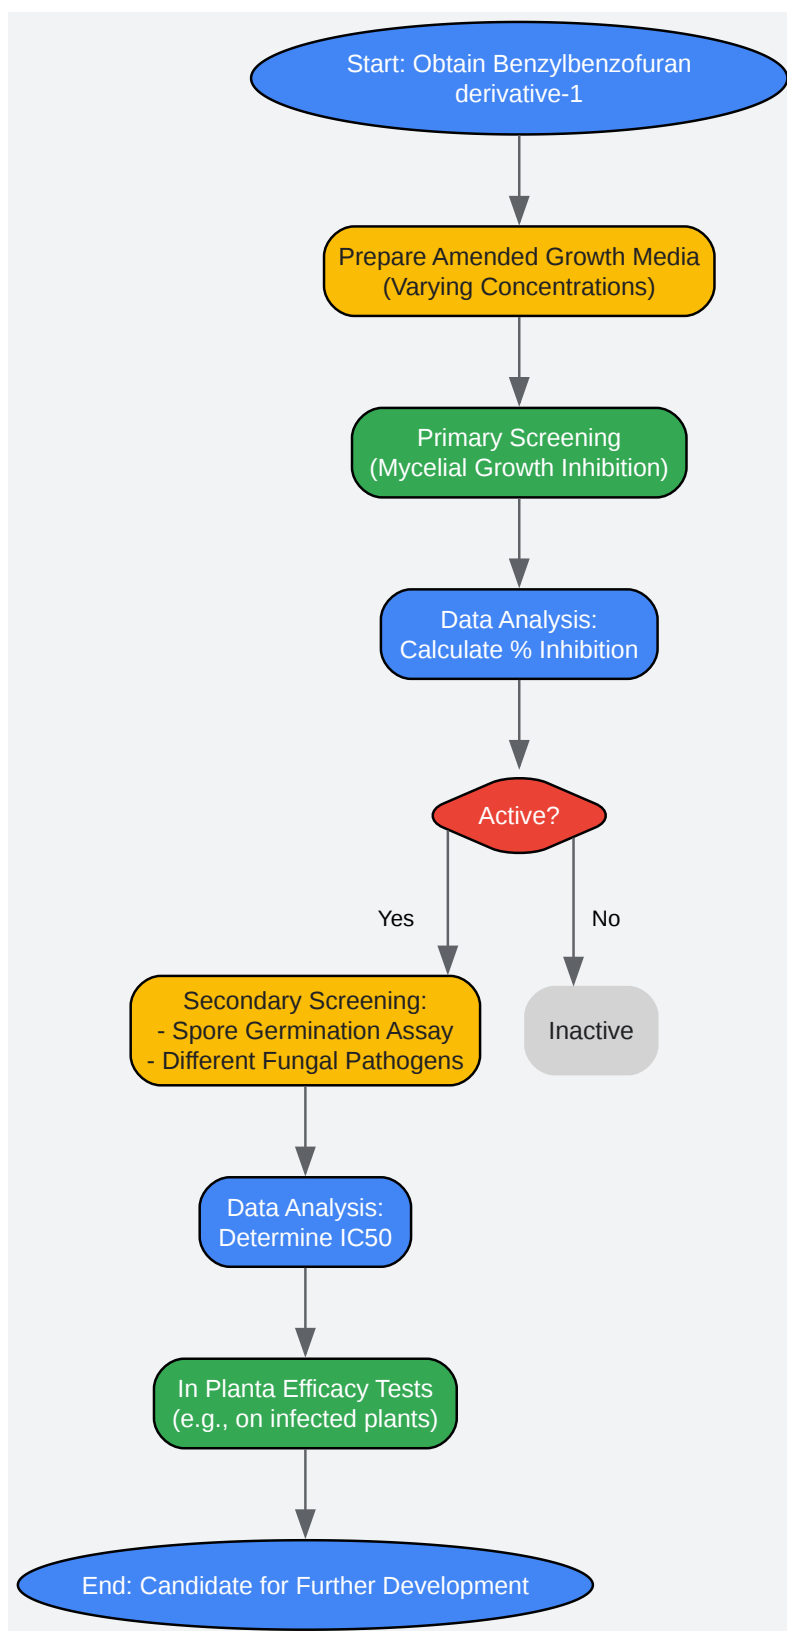 Start: Obtain Benzylbenzofuran
derivative-1
Prepare Amended Growth Media
(Varying Concentrations)
Primary Screening
(Mycelial Growth Inhibition)
Data Analysis:
Calculate % Inhibition
Active?
Yes
No
Secondary Screening:
- Spore Germination Assay
- Different Fungal Pathogens
Inactive
Data Analysis:
Determine IC50
In Planta Efficacy Tests
(e.g., on infected plants)
End: Candidate for Further Development